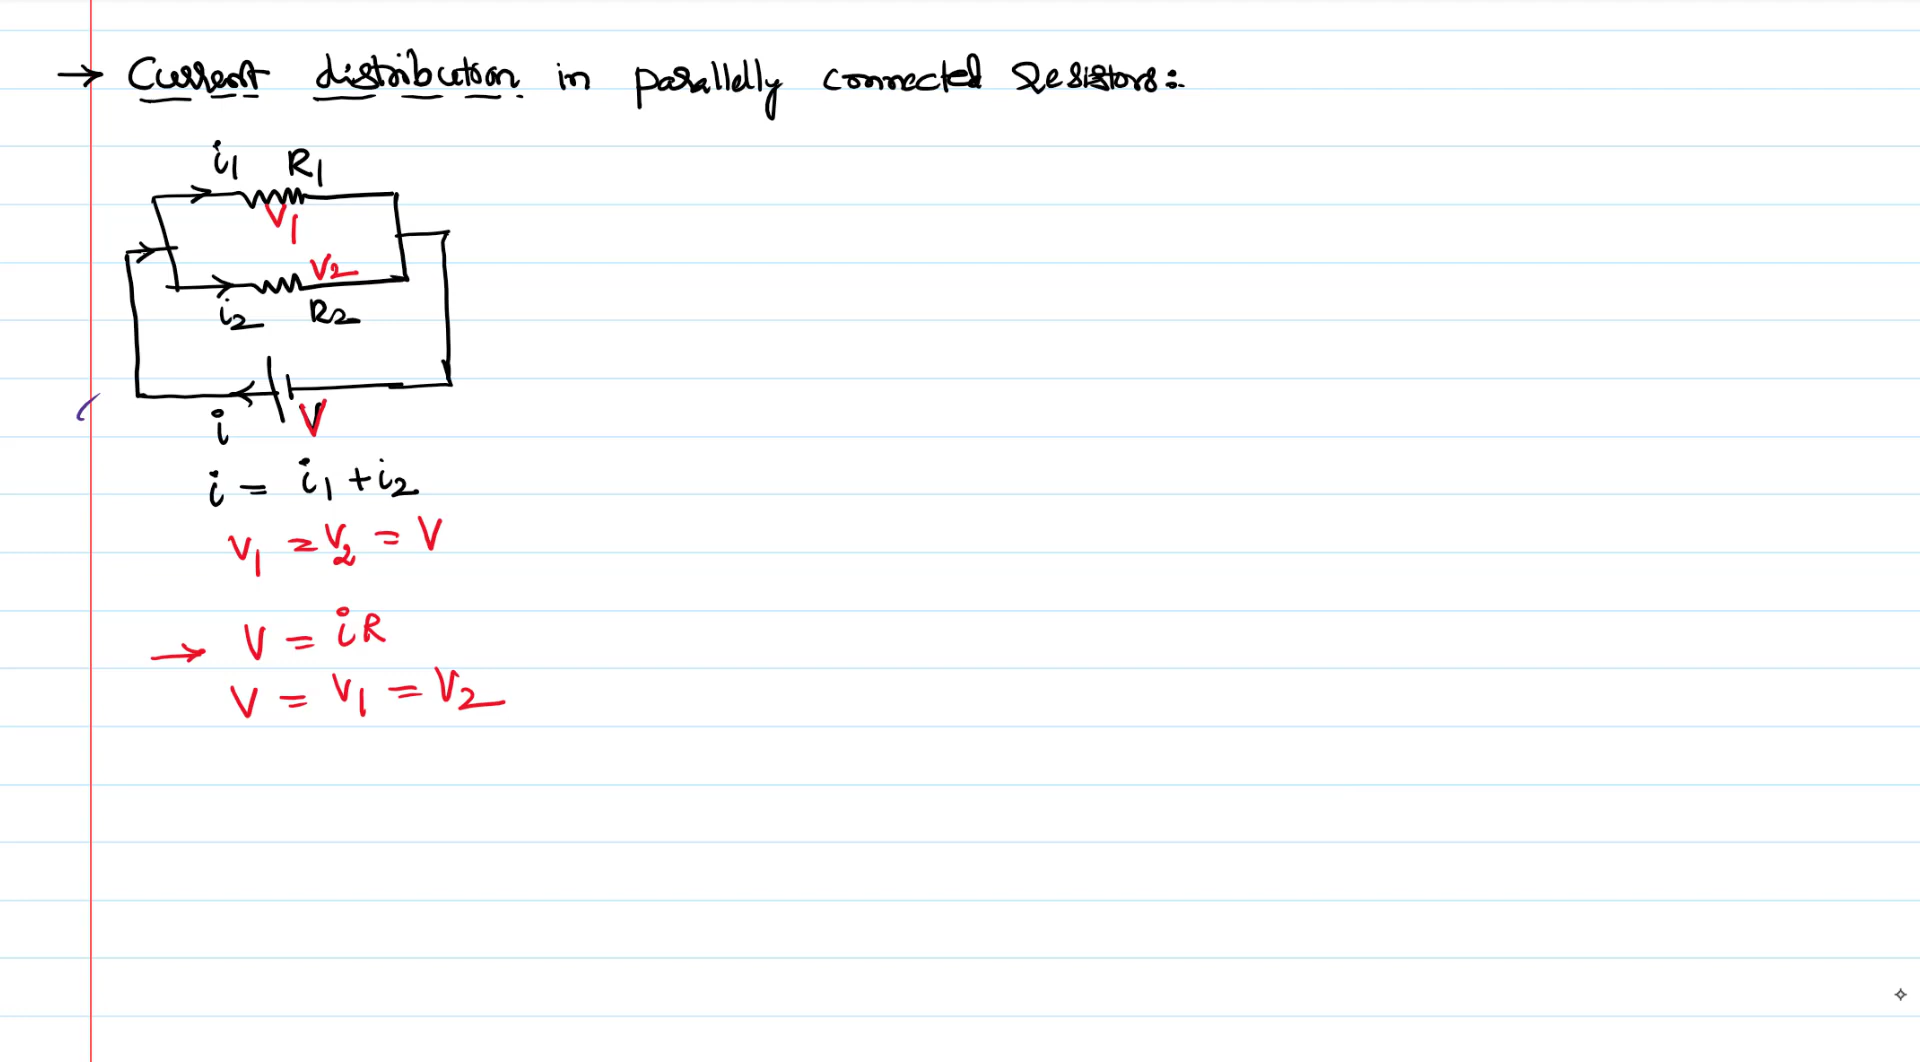 → Current distribution in parallelly connected resistors:-
i₁ R₁
V₁
V₂
i₂ R₂
i V
i = i₁ + i₂
V₁ = V₂ = V
→ V = iR
V = V₁ = V₂